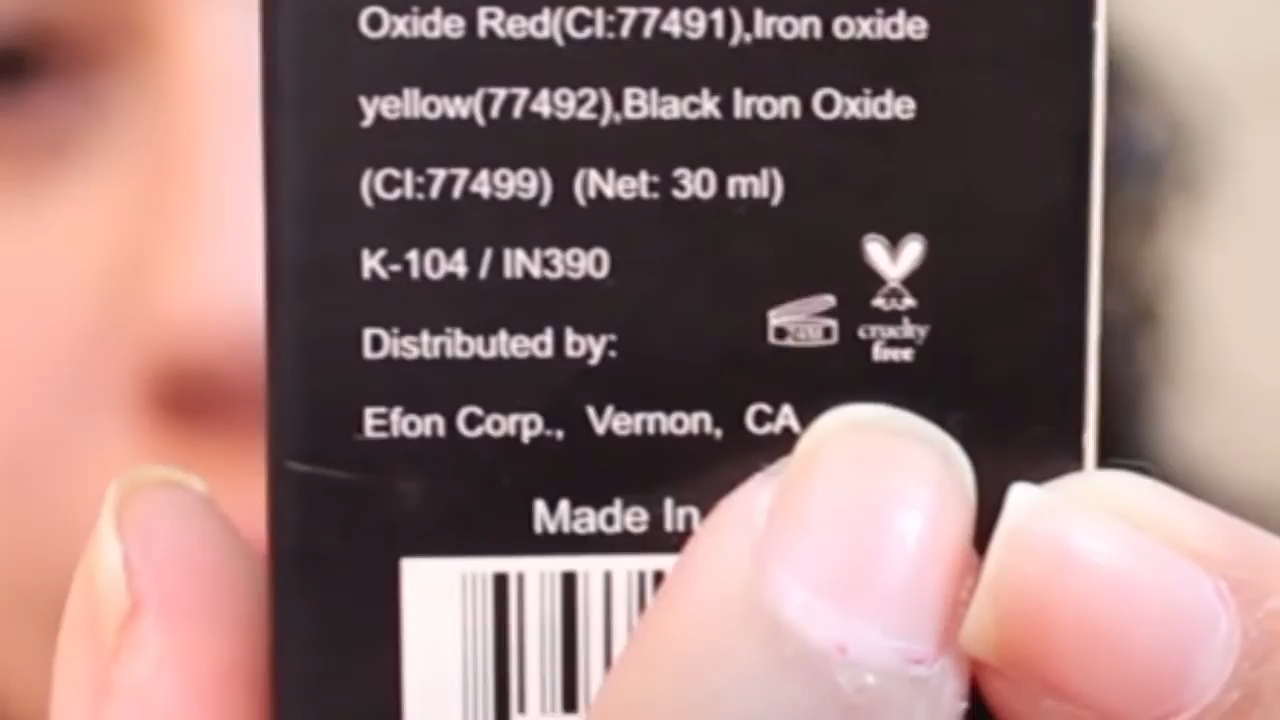 Oxide Red(CI:77491),Iron oxide
yellow(77492),Black Iron Oxide
(CI:77499) (Net: 30 ml)
K-104 / IN390
cruelty
free
Distributed by:
Efon Corp., Vernon, CA
Made In